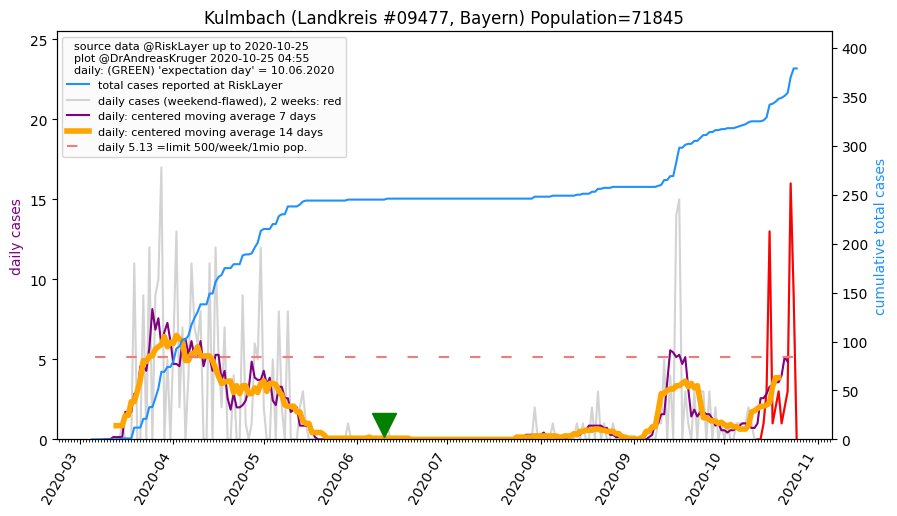 Kulmbach (Landkreis #09477, Bayern) Population=71845
source data @RiskLayer up to 2020-10-25
plot @DrAndreasKruger 2020-10-25 04:55
daily: (GREEN) 'expectation day' = 10.06.2020
total cases reported at RiskLayer
daily cases (weekend-flawed), 2 weeks: red
daily: centered moving average 7 days
daily: centered moving average 14 days
daily 5.13 =limit 500/week/1mio pop.
daily cases
25
20
15
10
5
0
cumulative total cases
400
350
300
250
200
150
100
50
0
2020-03
2020-04
2020-05
2020-06
2020-07
2020-08
2020-09
2020-10
2020-11